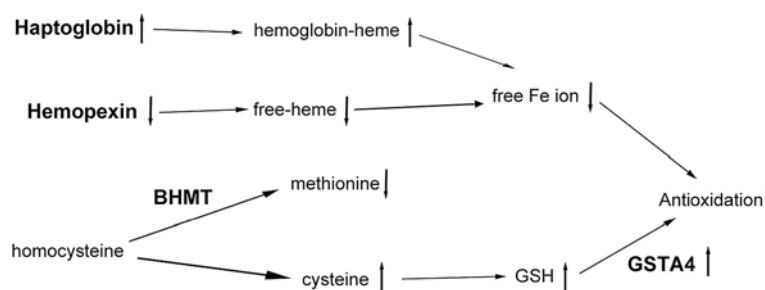 Haptoglobin hemoglobin-heme
Hemopexin free-heme free Fe ion
BHMT methionine
Antioxidation
homocysteine
cysteine GSH GSTA4